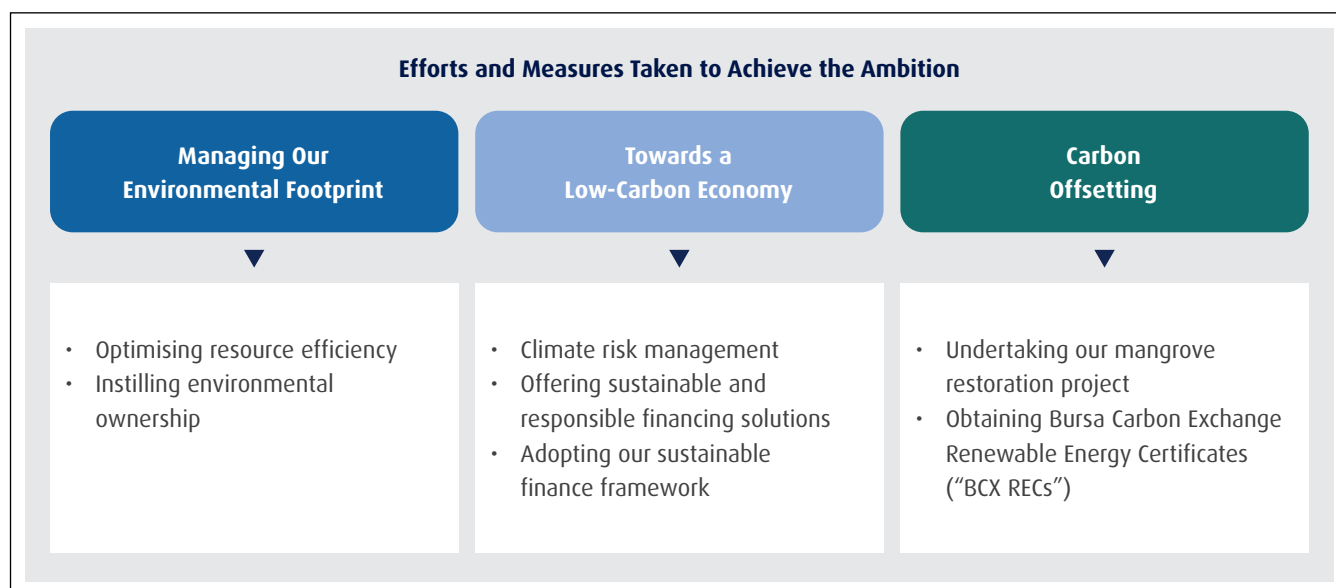 Efforts and Measures Taken to Achieve the Ambition
Managing Our
Environmental Footprint
• Optimising resource efficiency
• Instilling environmental
ownership
Towards a
Low-Carbon Economy
• Climate risk management
• Offering sustainable and
responsible financing solutions
• Adopting our sustainable
finance framework
Carbon
Offsetting
• Undertaking our mangrove
restoration project
• Obtaining Bursa Carbon Exchange
Renewable Energy Certificates
(“BCX RECs”)